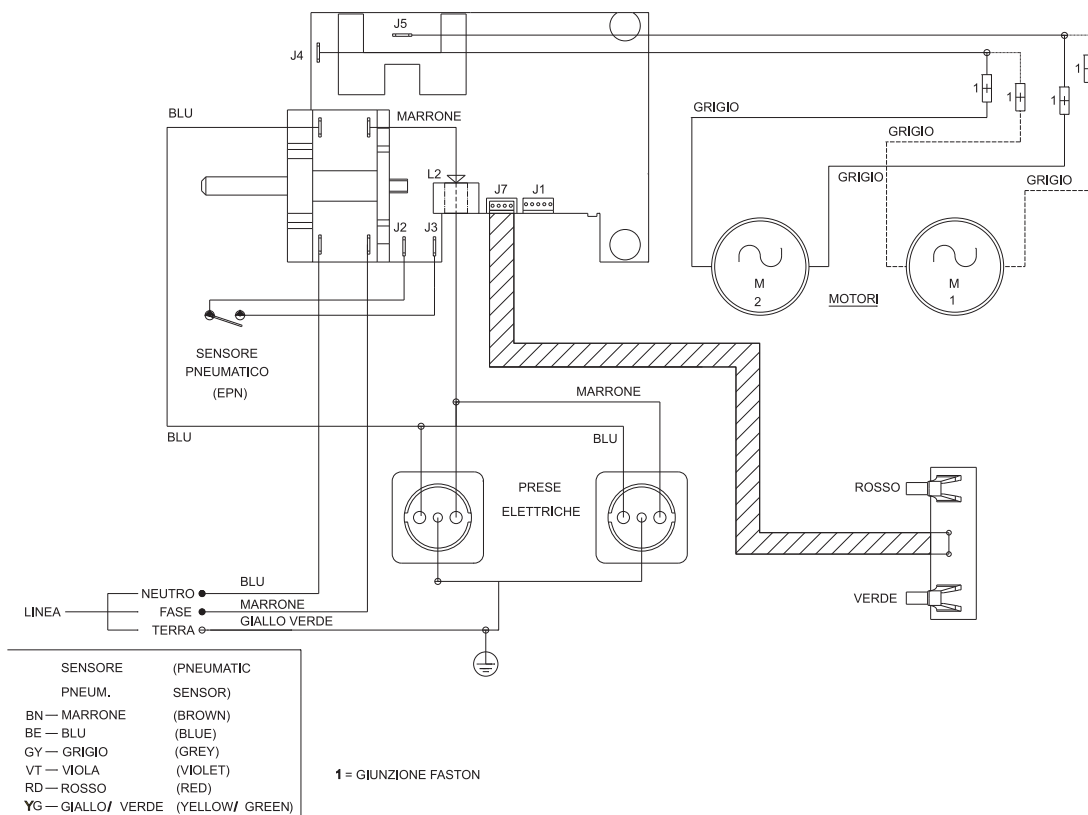 J5
J4
1
1
1
1
BLU
MARRONE
GRIGIO
GRIGIO
L2
J7
J1
GRIGIO
GRIGIO
J2
J3
M
2
MOTORI
M
1
SENSORE
PNEUMATICO
(EPN)
MARRONE
BLU
BLU
PRESE
ELETTRICHE
ROSSO
BLU
NEUTRO
LINEA
FASE
MARRONE
VERDE
TERRA
GIALLO VERDE
SENSORE (PNEUMATIC
PNEUM. SENSOR)
BN — MARRONE (BROWN)
BE — BLU (BLUE)
GY — GRIGIO (GREY)
VT — VIOLA (VIOLET)
RD — ROSSO (RED)
YG — GIALLO/ VERDE (YELLOW/ GREEN)
1 = GIUNZIONE FASTON